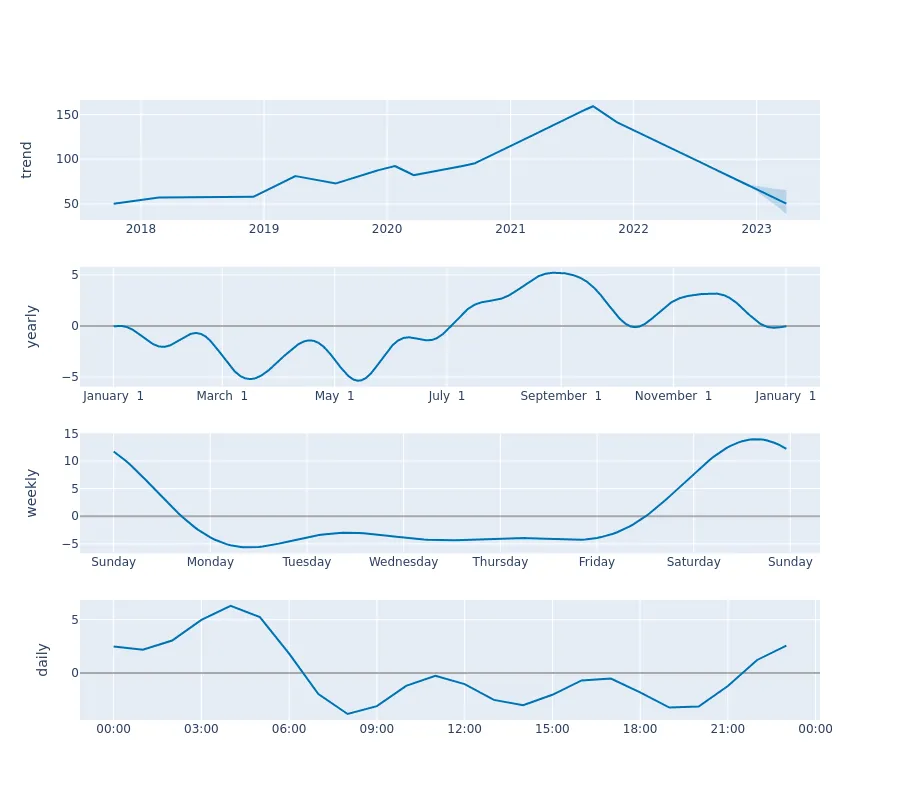 trend
150
100
50
2018 2019 2020 2021 2022 2023
yearly
5
0
−5
January 1 March 1 May 1 July 1 September 1 November 1 January 1
weekly
15
10
5
0
−5
Sunday Monday Tuesday Wednesday Thursday Friday Saturday Sunday
daily
5
0
00:00 03:00 06:00 09:00 12:00 15:00 18:00 21:00 00:00